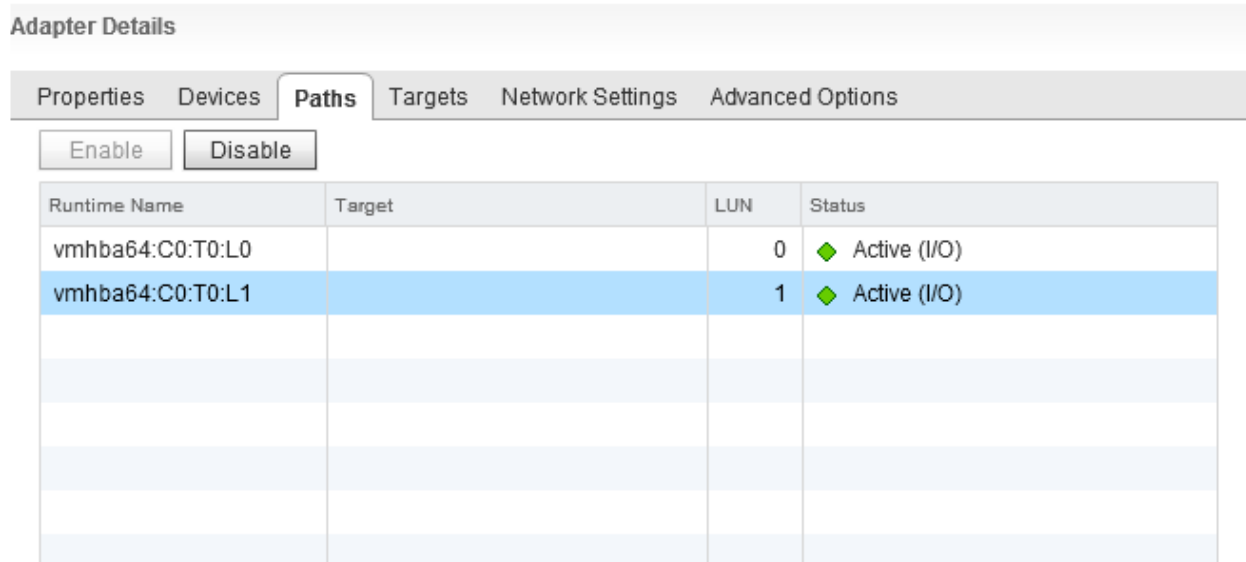 Adapter Details
Properties Devices Paths Targets Network Settings Advanced Options
Enable Disable
Runtime Name Target LUN Status
vmhba64:C0:T0:L0 0 Active (I/O)
vmhba64:C0:T0:L1 1 Active (I/O)